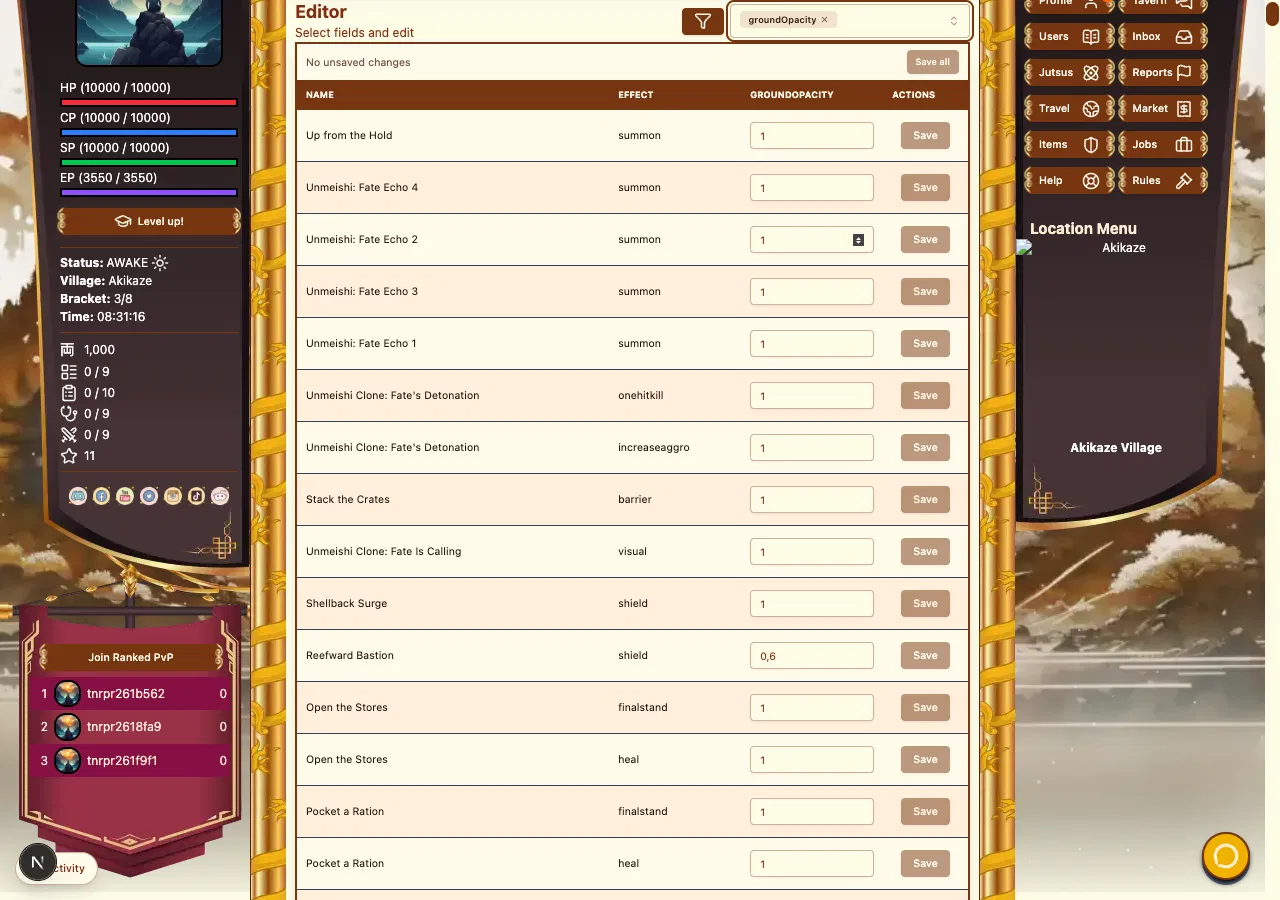 HP (10000 / 10000)
CP (10000 / 10000)
SP (10000 / 10000)
EP (3550 / 3550)
Level up!
Status: AWAKE
Village: Akikaze
Bracket: 3/8
Time: 08:31:16
両 1,000
0 / 9
0 / 10
0 / 9
0 / 9
11
Join Ranked PvP
1 tnrpr261b562 0
2 tnrpr2618fa9 0
3 tnrpr261f9f1 0
N
Editor
Select fields and edit
groundOpacity ×
No unsaved changes Save all
NAME EFFECT GROUNDOPACITY ACTIONS
Up from the Hold summon 1 Save
Unmeishi: Fate Echo 4 summon 1 Save
Unmeishi: Fate Echo 2 summon 1 Save
Unmeishi: Fate Echo 3 summon 1 Save
Unmeishi: Fate Echo 1 summon 1 Save
Unmeishi Clone: Fate's Detonation onehitkill 1 Save
Unmeishi Clone: Fate's Detonation increaseaggro 1 Save
Stack the Crates barrier 1 Save
Unmeishi Clone: Fate Is Calling visual 1 Save
Shellback Surge shield 1 Save
Reefward Bastion shield 0,6 Save
Open the Stores finalstand 1 Save
Open the Stores heal 1 Save
Pocket a Ration finalstand 1 Save
Pocket a Ration heal 1 Save
Profile Tavern
Users Inbox
Jutsus Reports
Travel Market
Items Jobs
Help Rules
Location Menu
Akikaze
Akikaze Village